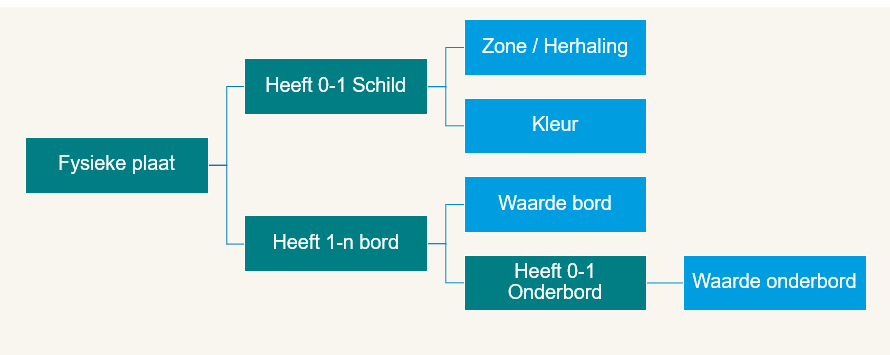 Zone / Herhaling
Heeft 0-1 Schild
Kleur
Fysieke plaat
Waarde bord
Heeft 1-n bord
Heeft 0-1
Onderbord
Waarde onderbord